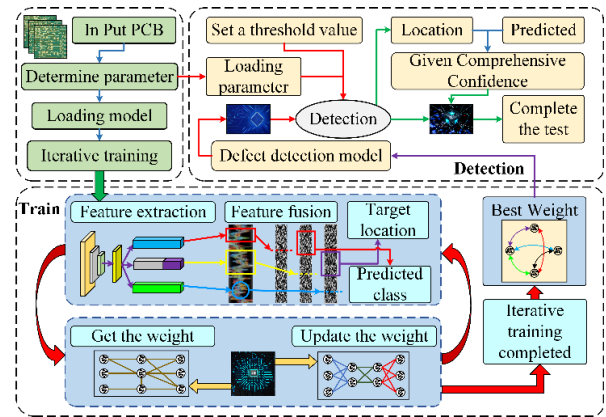 In Put PCB
Determine parameter
Loading model
Iterative training
Set a threshold value
Loading
parameter
Detection
Defect detection model
Location
Predicted
Given Comprehensive
Confidence
Complete
the test
Detection
Train
Feature extraction
Feature fusion
Target
location
Predicted
class
Get the weight
Update the weight
Best Weight
Iterative
training
completed